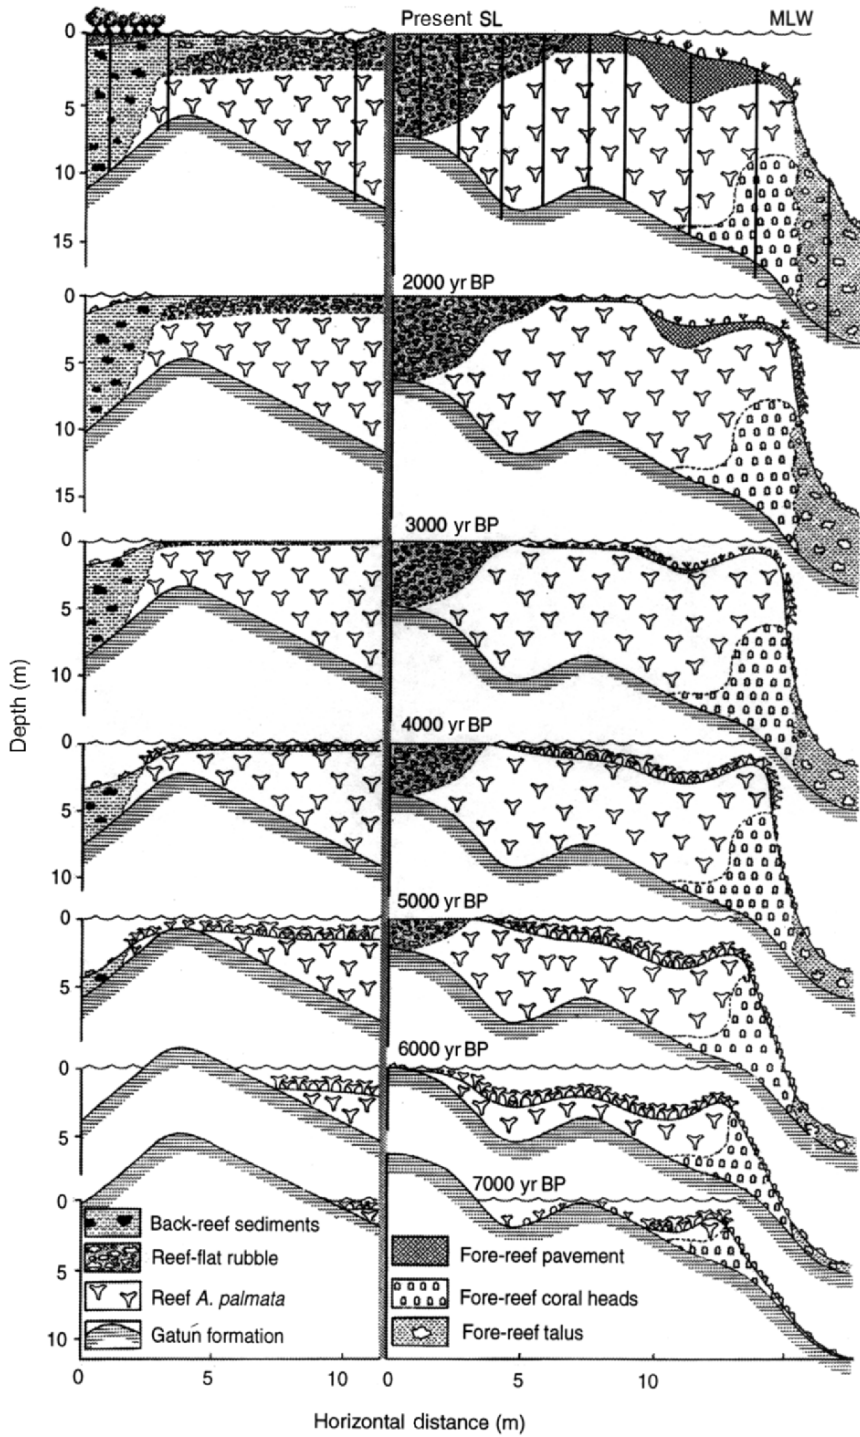 Present SL MLW
0
5
10
15
2000 yr BP
0
5
10
15
3000 yr BP
0
5
10
4000 yr BP
0
5
10
5000 yr BP
0
5
6000 yr BP
0
5
7000 yr BP
0
5
10
Depth (m)
Back-reef sediments
Reef-flat rubble
Reef A. palmata
Gatun formation
Fore-reef pavement
Fore-reef coral heads
Fore-reef talus
0 5 10 0 5 10
Horizontal distance (m)